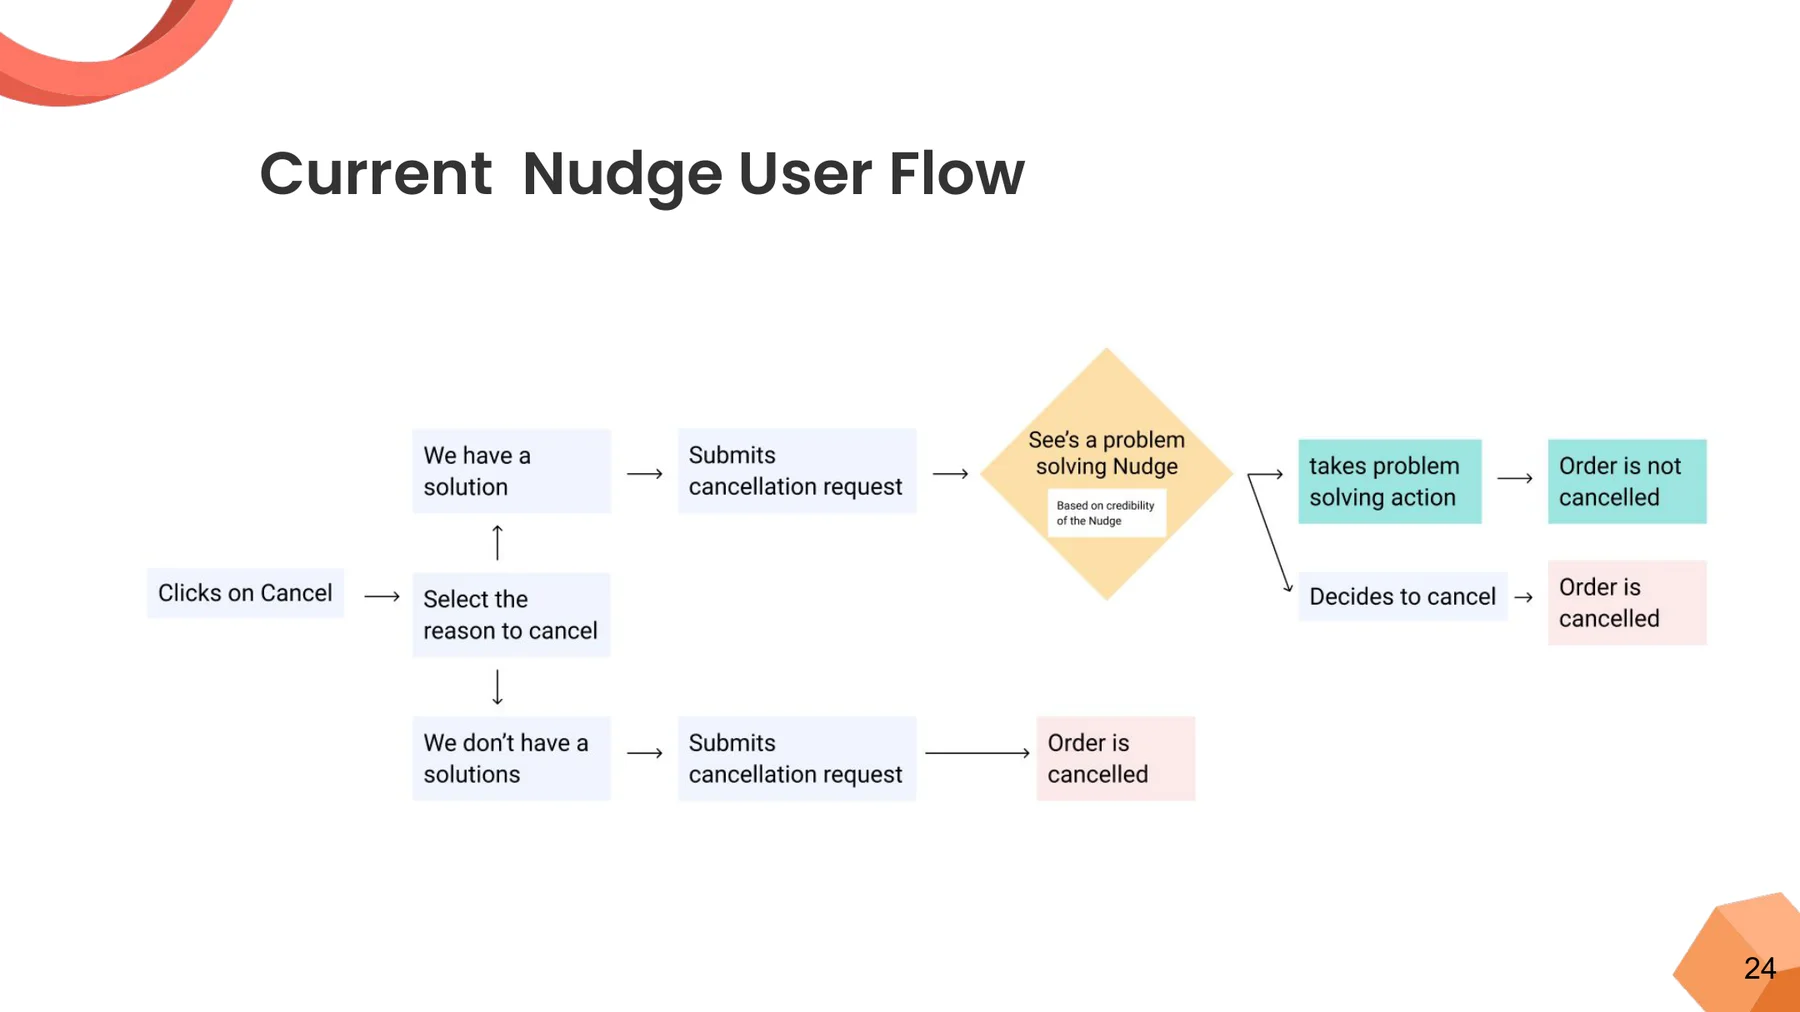 Current  Nudge User Flow
Clicks on Cancel
Select the
reason to cancel
We have a
solution
Submits
cancellation request
See's a problem
solving Nudge
Based on credibility
of the Nudge
takes problem
solving action
Order is not
cancelled
Decides to cancel
Order is
cancelled
We don't have a
solutions
Submits
cancellation request
Order is
cancelled
24